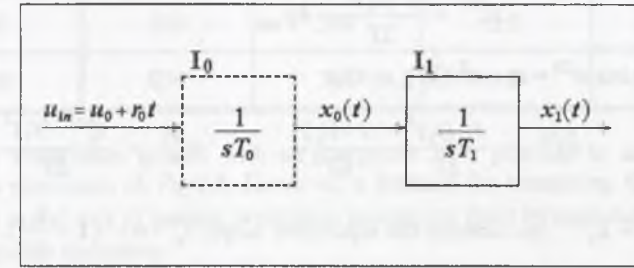 I₀ I₁
uᵢₙ = u₀ + r₀t 1/sT₀ x₀(t) 1/sT₁ x₁(t)